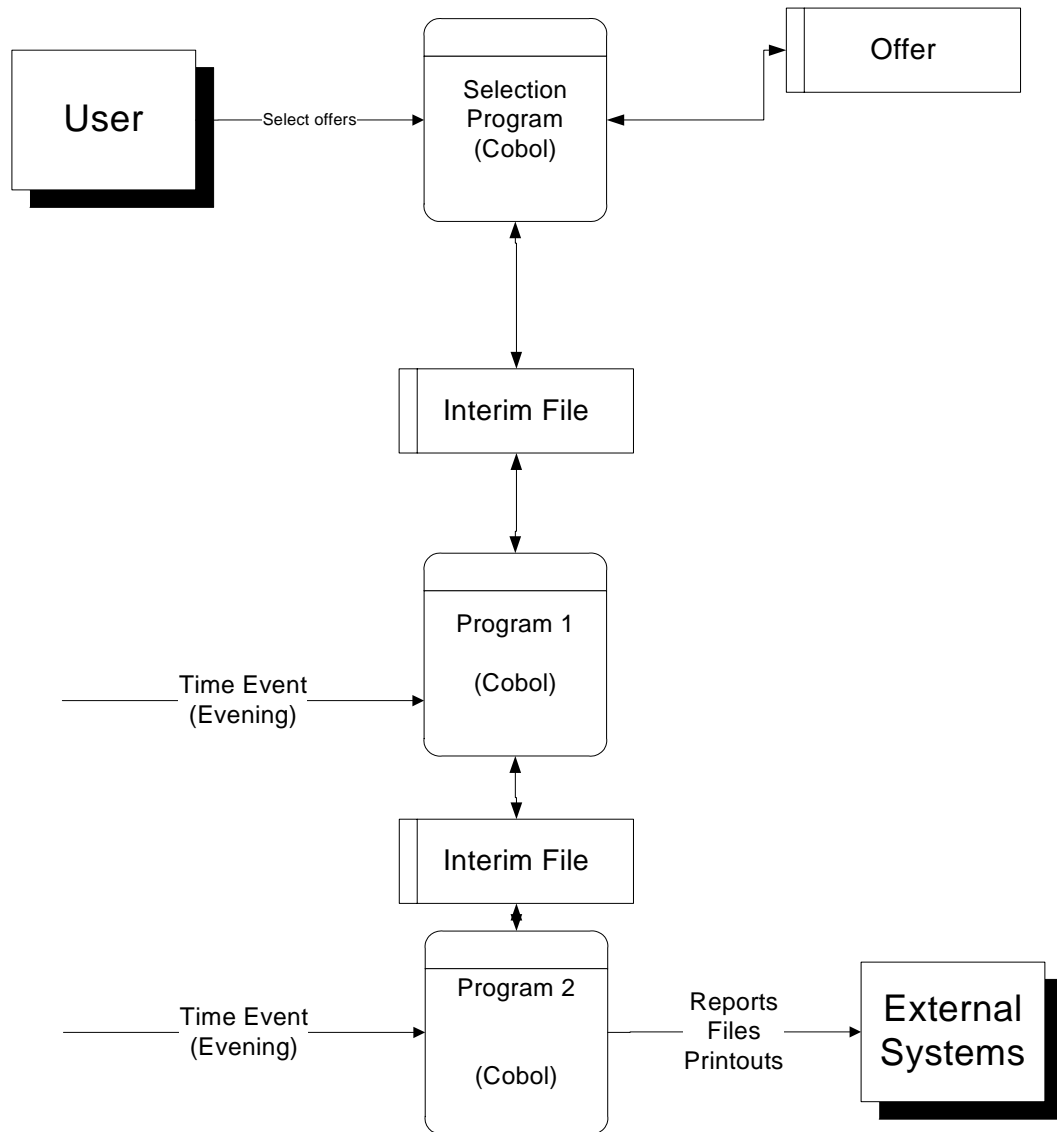 User
Select offers
Selection
Program
(Cobol)
Offer
Interim File
Program 1
(Cobol)
Time Event
(Evening)
Interim File
Program 2
(Cobol)
Time Event
(Evening)
Reports
Files
Printouts
External
Systems